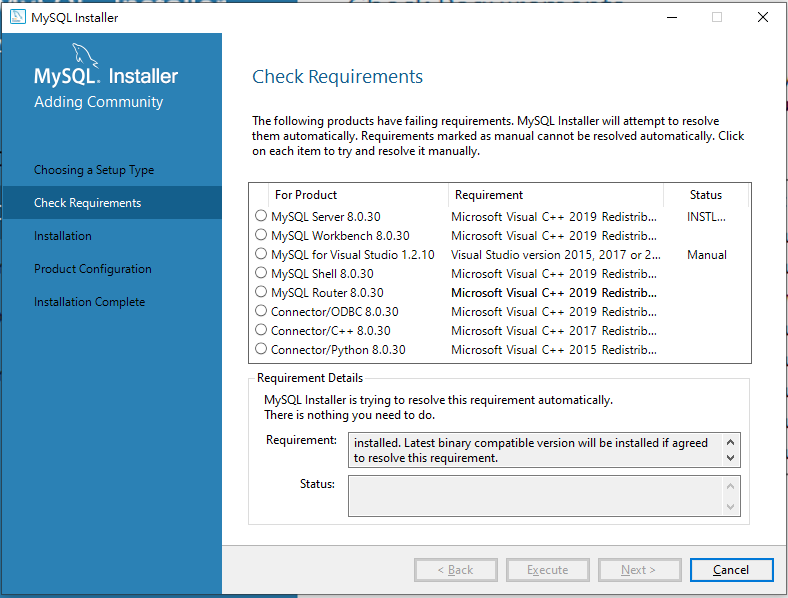 MySQL Installer
MySQL. Installer
Adding Community
Choosing a Setup Type
Check Requirements
Installation
Product Configuration
Installation Complete
Check Requirements
The following products have failing requirements. MySQL Installer will attempt to resolve
them automatically. Requirements marked as manual cannot be resolved automatically. Click
on each item to try and resolve it manually.
For Product Requirement Status
MySQL Server 8.0.30 Microsoft Visual C++ 2019 Redistrib... INSTL...
MySQL Workbench 8.0.30 Microsoft Visual C++ 2019 Redistrib...
MySQL for Visual Studio 1.2.10 Visual Studio version 2015, 2017 or 2... Manual
MySQL Shell 8.0.30 Microsoft Visual C++ 2019 Redistrib...
MySQL Router 8.0.30 Microsoft Visual C++ 2019 Redistrib...
Connector/ODBC 8.0.30 Microsoft Visual C++ 2019 Redistrib...
Connector/C++ 8.0.30 Microsoft Visual C++ 2017 Redistrib...
Connector/Python 8.0.30 Microsoft Visual C++ 2015 Redistrib...
Requirement Details
MySQL Installer is trying to resolve this requirement automatically.
There is nothing you need to do.
Requirement: installed. Latest binary compatible version will be installed if agreed
to resolve this requirement.
Status:
< Back Execute Next > Cancel